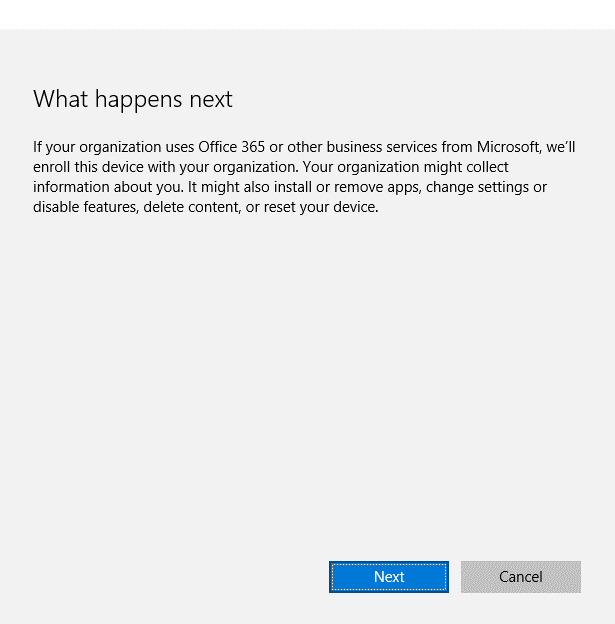 What happens next
If your organization uses Office 365 or other business services from Microsoft, we’ll
enroll this device with your organization. Your organization might collect
information about you. It might also install or remove apps, change settings or
disable features, delete content, or reset your device.
Next
Cancel